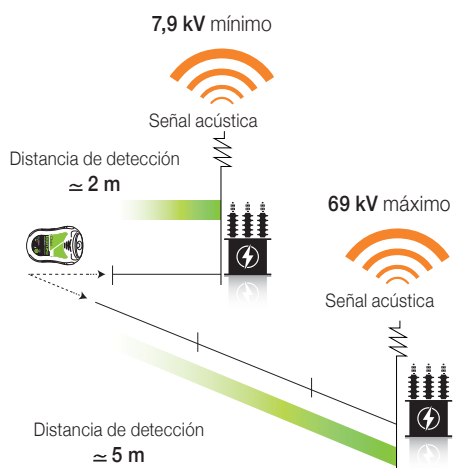 7,9 kV mínimo
Señal acústica
Distancia de detección
≃ 2 m
69 kV máximo
Señal acústica
Distancia de detección
≃ 5 m